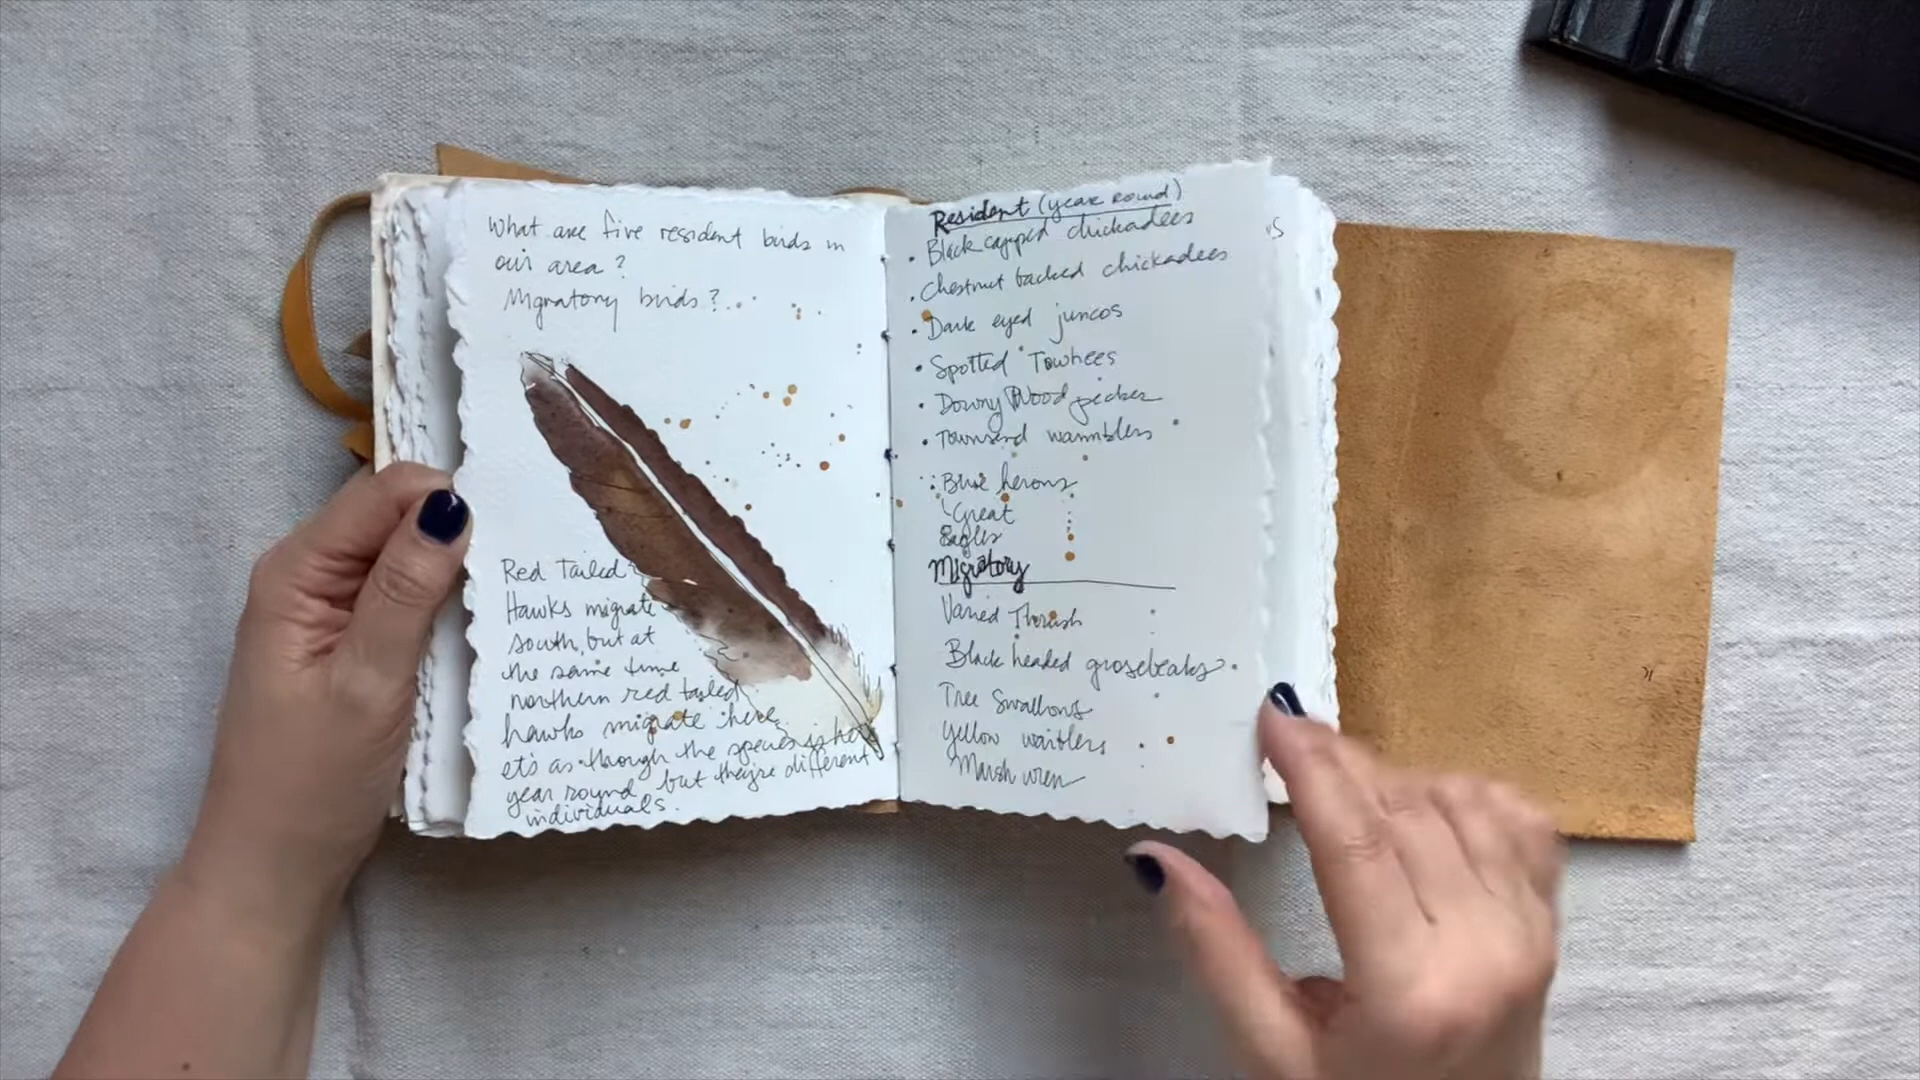 What are five resident birds in
our area?
Migratory birds?
Red Tailed
Hawks migrate
south, but at
the same time
northern red tailed
hawks migrate here.
et's as though the species is here
year round but they're different
individuals.
Resident (year round)
• Black capped chickadees
• Chestnut backed chickadees
• Dark eyed juncos
• Spotted Towhees
• Downy Woodpecker
• Townsend warmblers
• Blue herons
Great
Eagles
Migratory
Varied Thrush
Black headed grosebeaks
Tree Swallows
Yellow warblers
Marsh wren